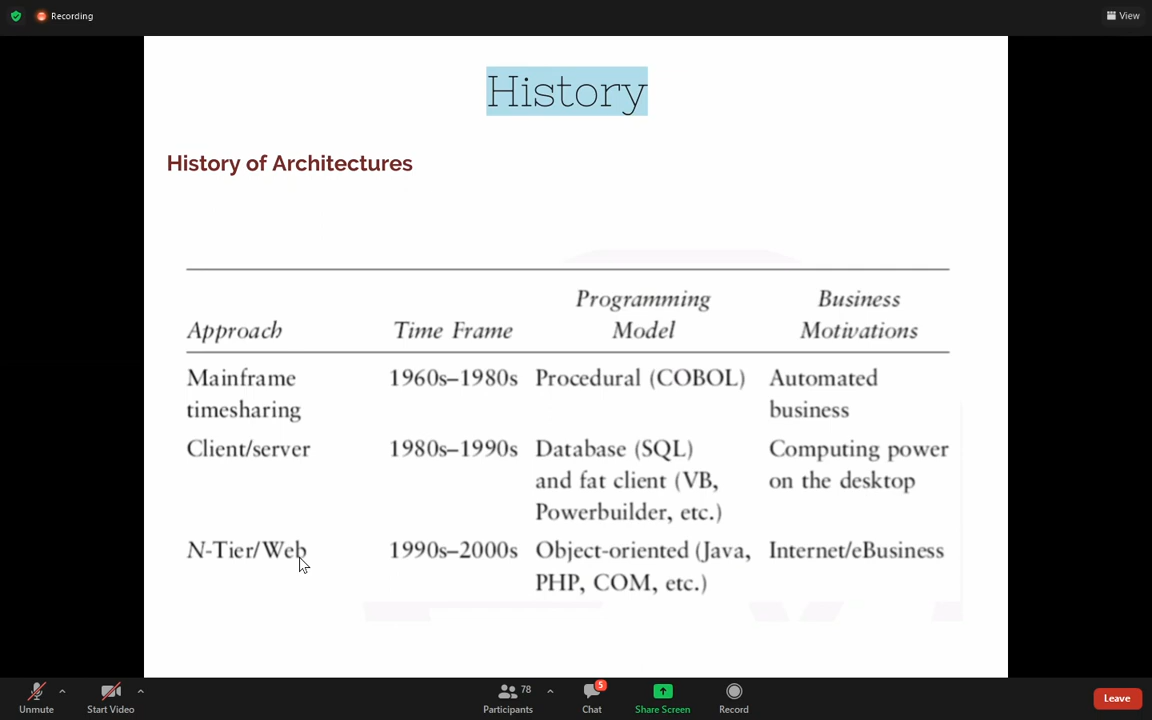 Recording
View
History
History of Architectures
Programming Business
Approach Time Frame Model Motivations
Mainframe 1960s–1980s Procedural (COBOL) Automated
timesharing business
Client/server 1980s–1990s Database (SQL) Computing power
and fat client (VB, on the desktop
Powerbuilder, etc.)
N-Tier/Web 1990s–2000s Object-oriented (Java, Internet/eBusiness
PHP, COM, etc.)
78
5
Unmute Start Video Participants Chat Share Screen Record Leave